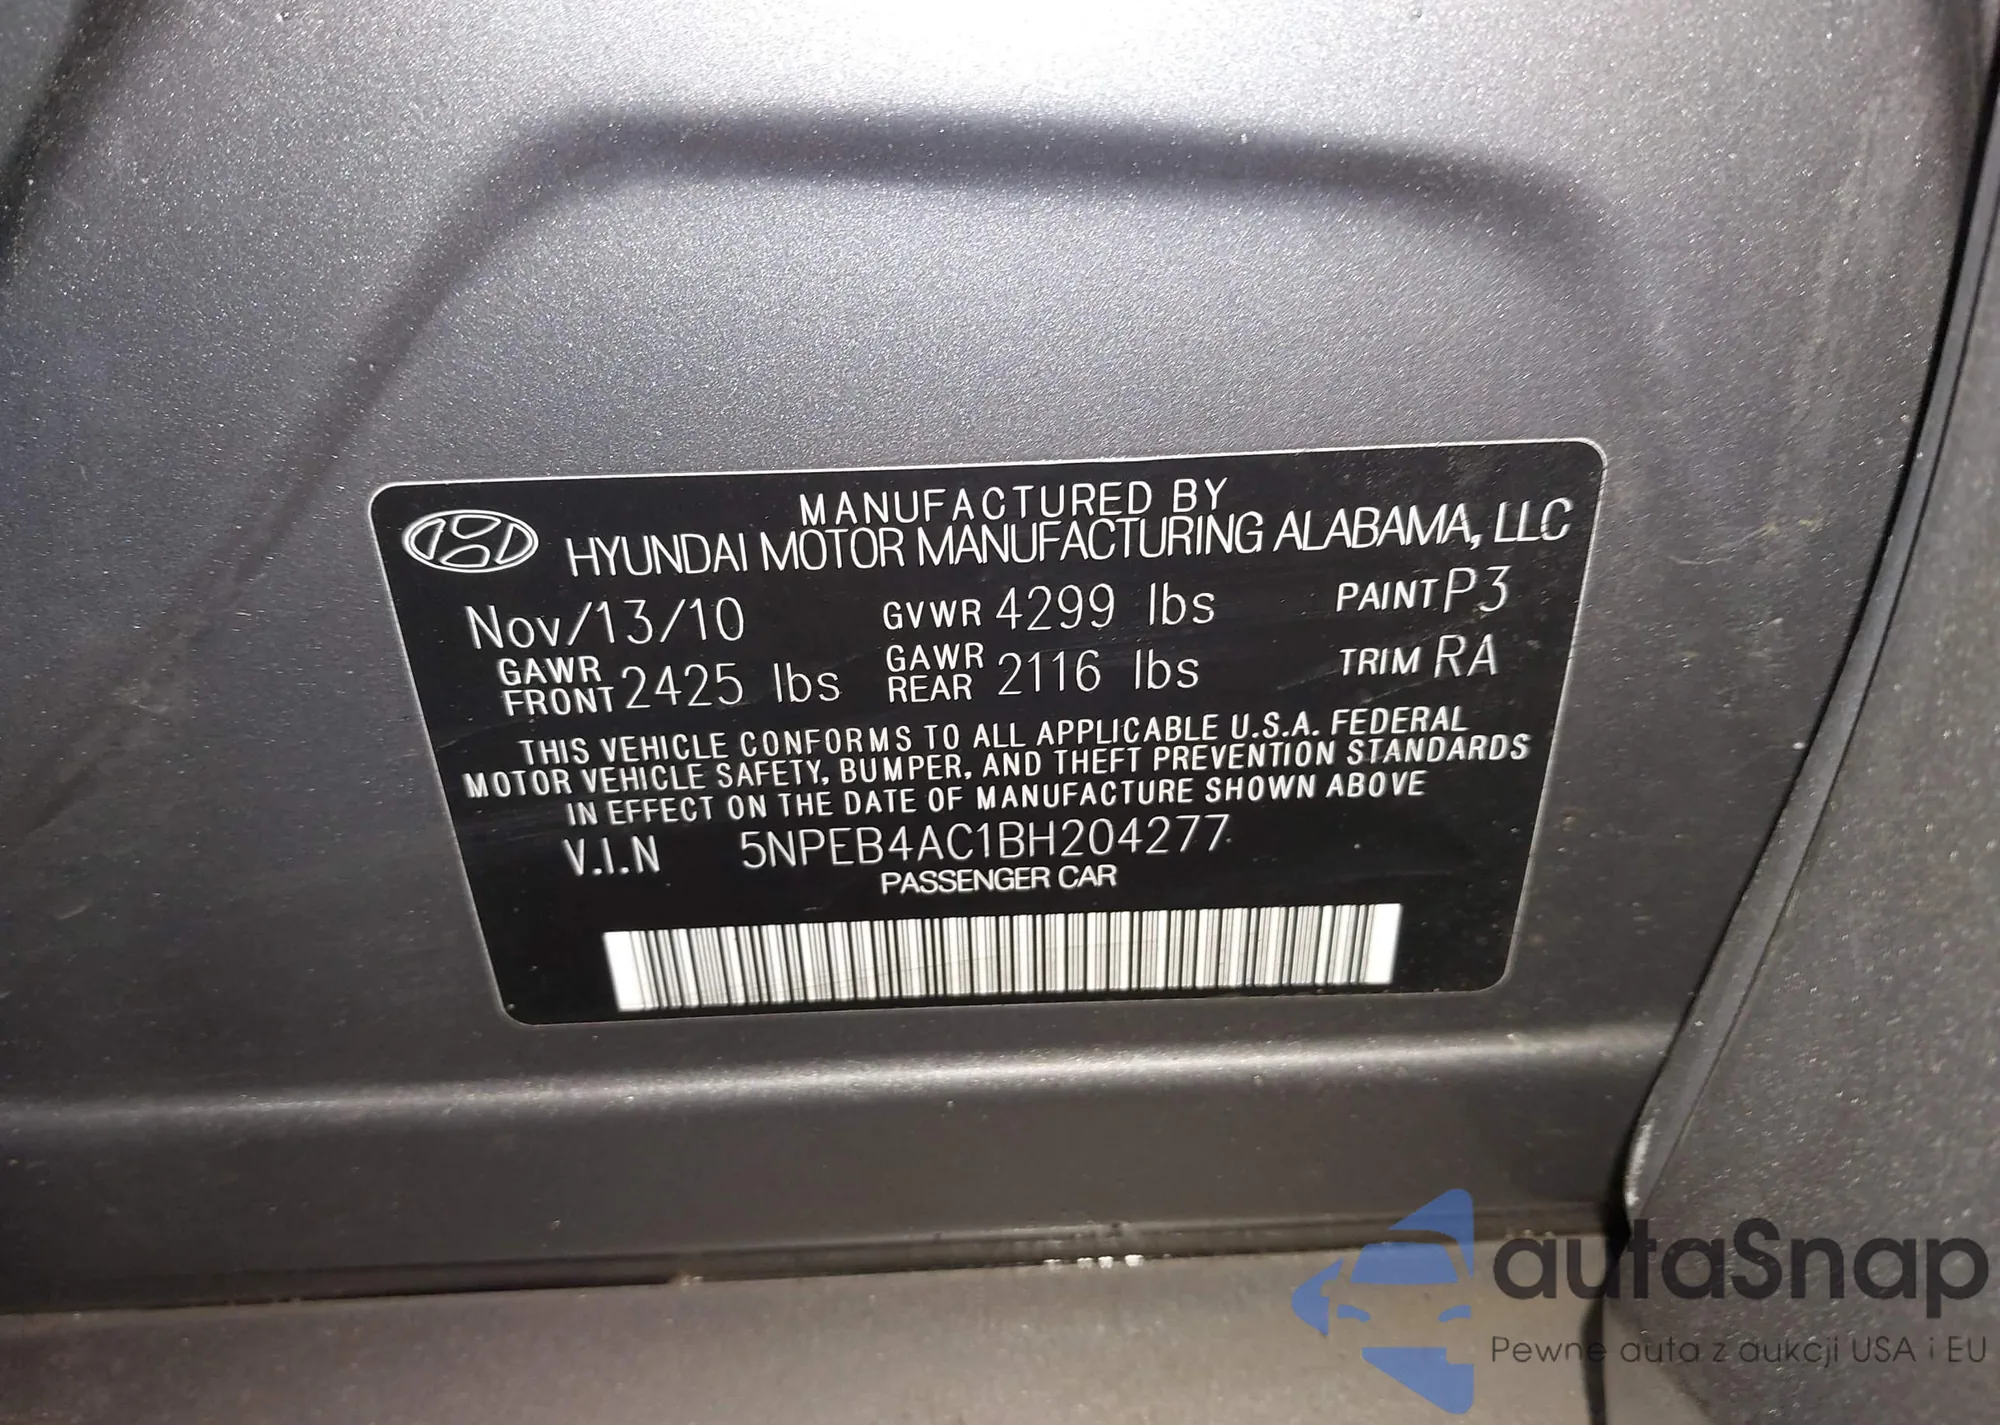 MANUFACTURED BY
HYUNDAI MOTOR MANUFACTURING ALABAMA, LLC
Nov/13/10 GVWR 4299 lbs PAINT P3
GAWR FRONT 2425 lbs GAWR REAR 2116 lbs TRIM RA
THIS VEHICLE CONFORMS TO ALL APPLICABLE U.S.A. FEDERAL
MOTOR VEHICLE SAFETY, BUMPER, AND THEFT PREVENTION STANDARDS
IN EFFECT ON THE DATE OF MANUFACTURE SHOWN ABOVE
V.I.N 5NPEB4AC1BH204277
PASSENGER CAR
autaSnap
Pewne auta z aukcji USA i EU